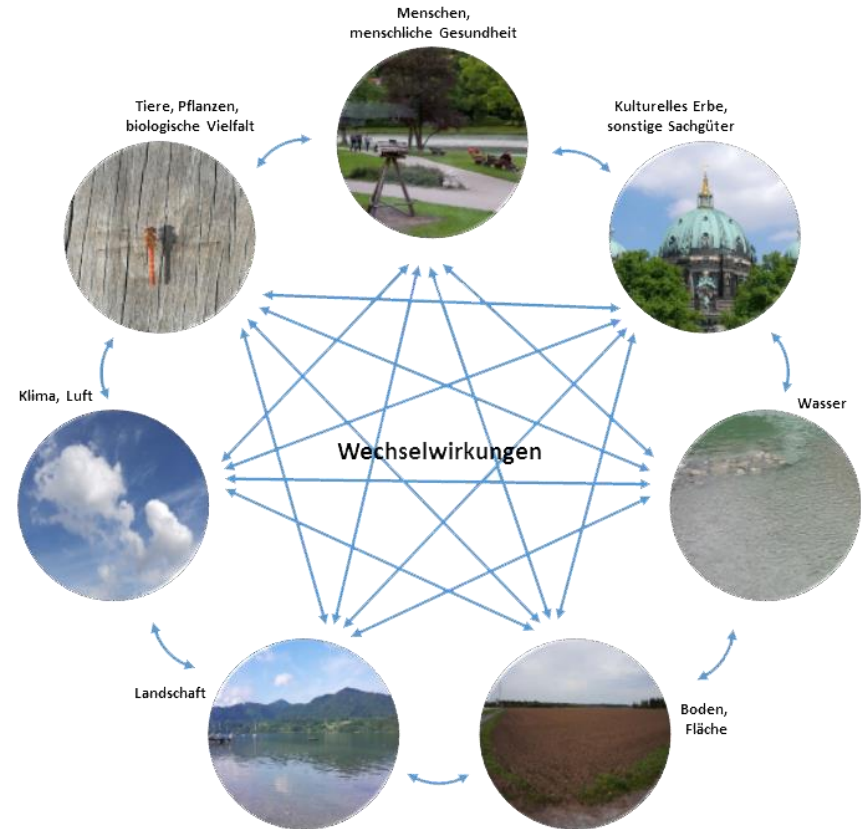 Menschen,
menschliche Gesundheit
Tiere, Pflanzen,
biologische Vielfalt
Kulturelles Erbe,
sonstige Sachgüter
Klima, Luft
Wasser
Wechselwirkungen
Landschaft
Boden,
Fläche